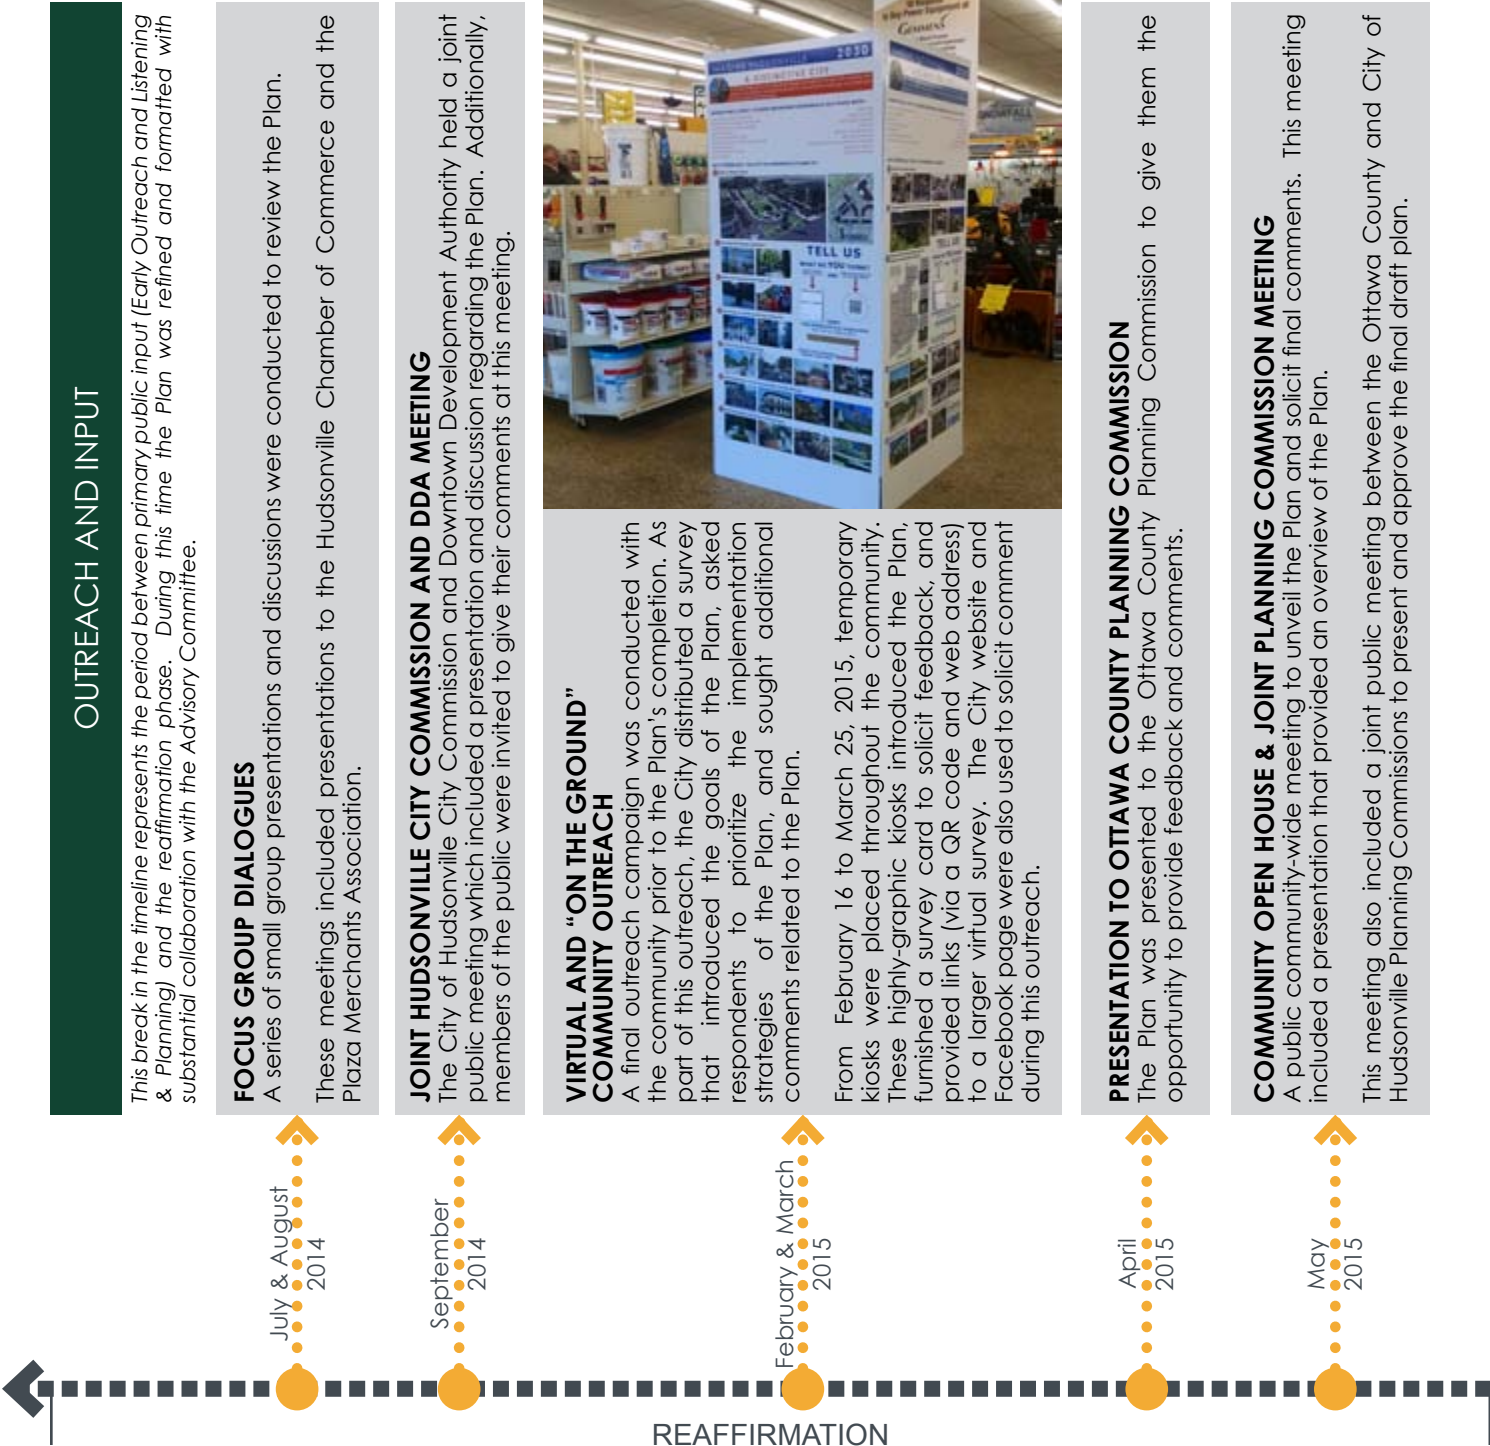 OUTREACH AND INPUT
This break in the timeline represents the period between primary public input (Early Outreach and Listening
& Planning) and the reaffimation phase. During this time the Plan was refined and formatted with
substantial collaboration with the Advisory Committee.
July & August
2014
FOCUS GROUP DIALOGUES
A series of small group presentations and discussions were conducted to review the Plan.
These meetings included presentations to the Hudsonville Chamber of Commerce and the
Plaza Merchants Association.
September
2014
JOINT HUDSONVILLE CITY COMMISSION AND DDA MEETING
The City of Hudsonville City Commission and Downtown Development Authority held a joint
public meeting which included a presentation and discussion regarding the Plan. Additionally,
members of the public were invited to give their comments at this meeting.
February & March
2015
VIRTUAL AND “ON THE GROUND”
COMMUNITY OUTREACH
A final outreach campaign was conducted with
the community prior to the Plan’s completion. As
part of this outreach, the City distributed a survey
that introduced the goals of the Plan, asked
respondents to prioritize the implementation
strategies of the Plan, and sought additional
comments related to the Plan.
From February 16 to March 25, 2015, temporary
kiosks were placed throughout the community.
These highly-graphic kiosks introduced the Plan,
furnished a survey card to solicit feedback, and
provided links (via a QR code and web address)
to a larger virtual survey. The City website and
Facebook page were also used to solicit comment
during this outreach.
2030
TELL US
April
2015
PRESENTATION TO OTTAWA COUNTY PLANNING COMMISSION
The Plan was presented to the Ottawa County Planning Commission to give them the
opportunity to provide feedback and comments.
May
2015
COMMUNITY OPEN HOUSE & JOINT PLANNING COMMISSION MEETING
A public community-wide meeting to unveil the Plan and solicit final comments. This meeting
included a presentation that provided an overview of the Plan.
This meeting also included a joint public meeting between the Ottawa County and City of
Hudsonville Planning Commissions to present and approve the final draft plan.
REAFFIRMATION